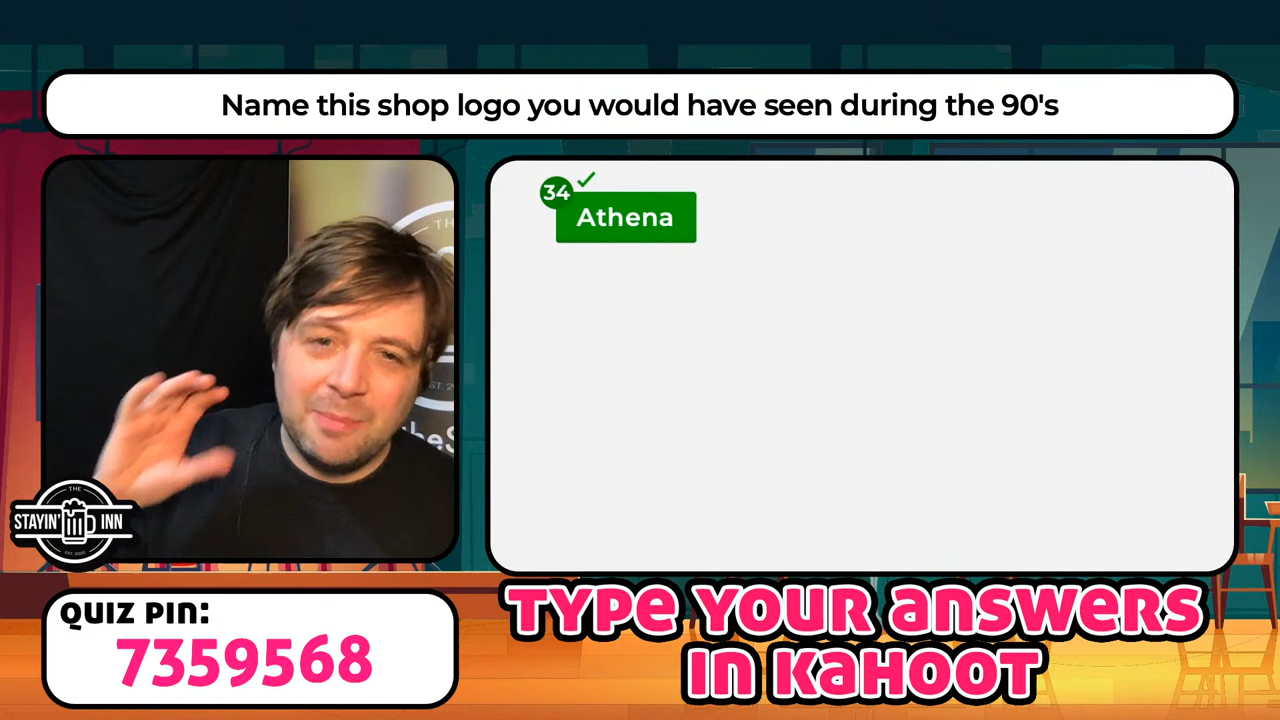 Name this shop logo you would have seen during the 90's
34
Athena
THE
STAYIN' INN
QUIZ PIN:
7359568
TYPE YOUR ANSWERS
IN KAHOOT